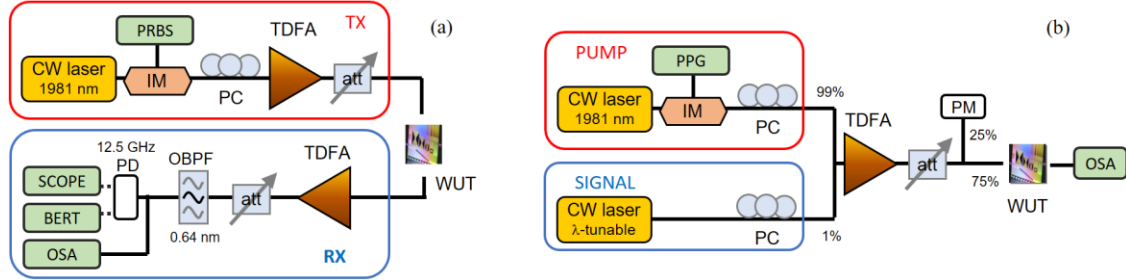 (a)
TX
PRBS
TDFA
CW laser
1981 nm
IM
PC
att
WUT
12.5 GHz
PD
OBPF
TDFA
SCOPE
BERT
OSA
att
0.64 nm
RX
(b)
PUMP
PPG
CW laser
1981 nm
IM
PC
99%
TDFA
PM
25%
att
75%
WUT
OSA
SIGNAL
CW laser
λ-tunable
PC
1%